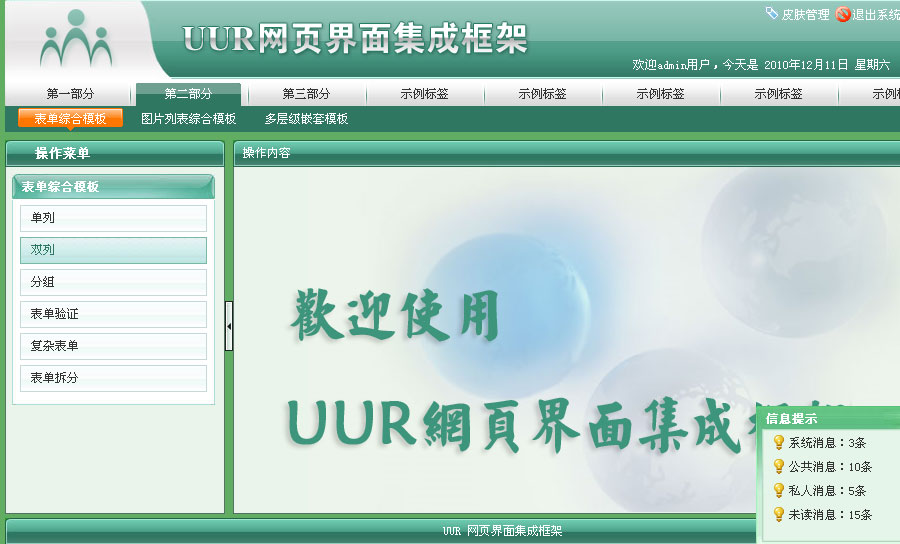 UUR网页界面集成框架
皮肤管理 退出系统
欢迎admin用户，今天是 2010年12月11日 星期六
第一部分 第二部分 第三部分 示例标签 示例标签 示例标签 示例标签 示例
表单综合模板 图片列表综合模板 多层级嵌套模板
操作菜单
表单综合模板
单列
双列
分组
表单验证
复杂表单
表单拆分
操作内容
歡迎使用
UUR網頁界面集成
信息提示
系统消息：3条
公共消息：10条
私人消息：5条
未读消息：15条
UUR 网页界面集成框架